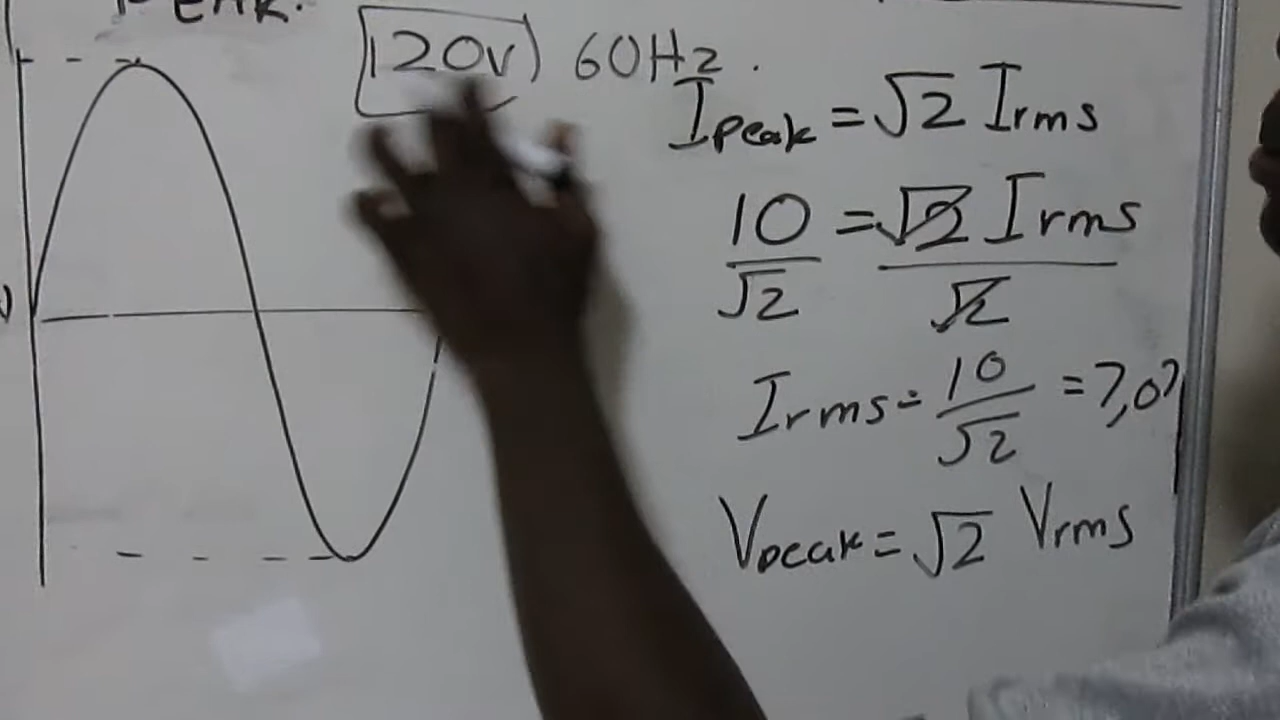 PEAK.
120V 60Hz.
Ipeak = √2 Irms
10/√2 = √2 Irms/√2
Irms = 10/√2 = 7,07
Vpeak = √2 Vrms